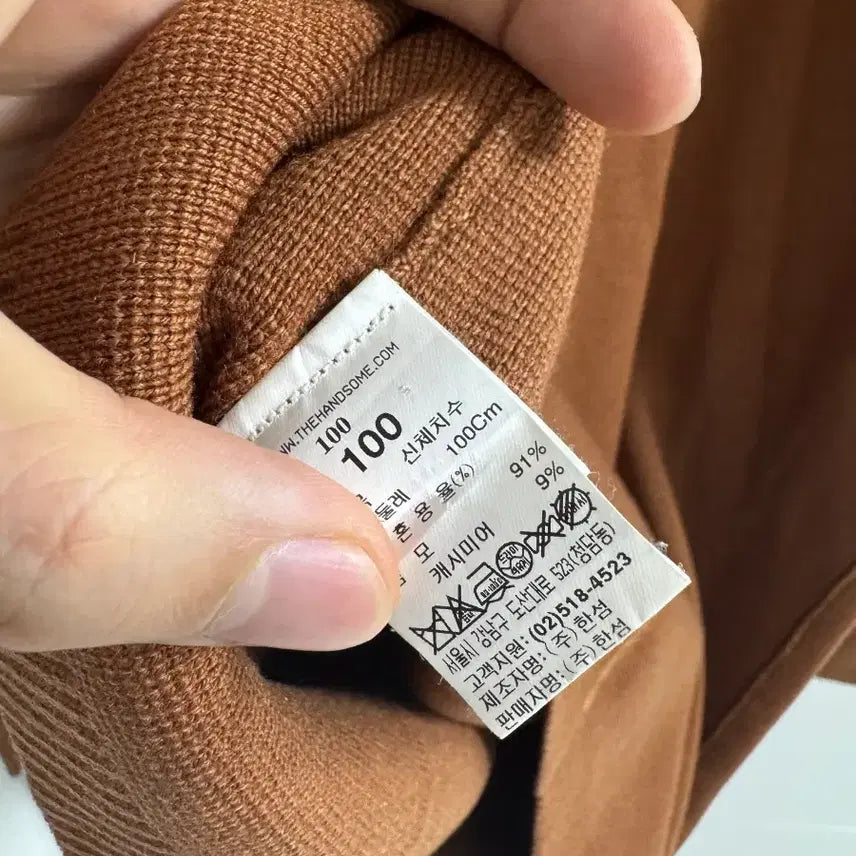 WW.THEHANDSOME.COM
S
100
100
신체치수
둘레 100Cm
혼 용 율(%)
모 91%
캐시미어 9%
서울시 강남구 도산대로 523(청담동)
고객지원: (02)518-4523
제조자명: (주)한섬
판매자명: (주)한섬